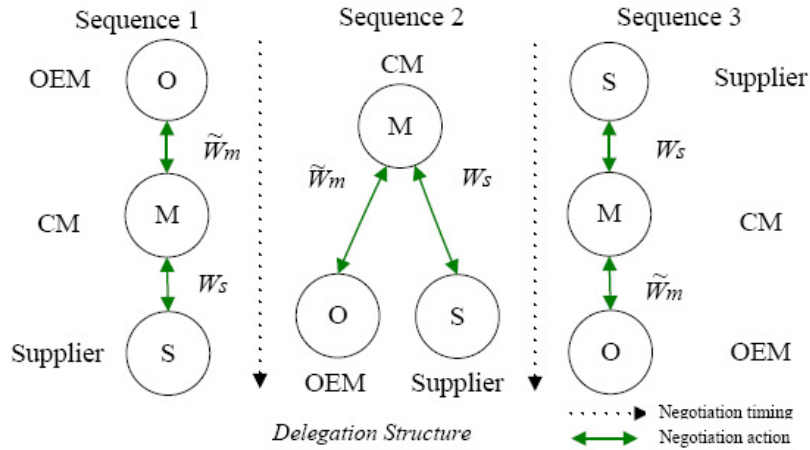 Sequence 1
Sequence 2
Sequence 3
OEM
O
W̃m
CM
M
Ws
Supplier
S
CM
M
W̃m
Ws
O
S
OEM
Supplier
S
Supplier
Ws
M
CM
W̃m
O
OEM
Delegation Structure
Negotiation timing
Negotiation action